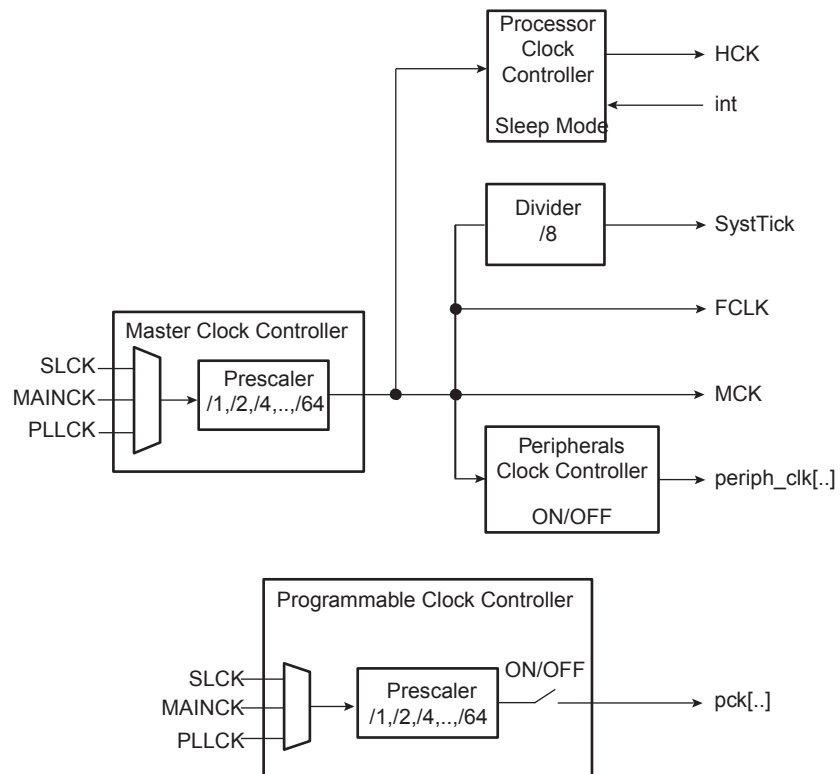 Processor
Clock
Controller
Sleep Mode
HCK
int
Divider
/8
SystTick
FCLK
Master Clock Controller
SLCK
MAINCK
PLLCK
Prescaler
/1,/2,/4,..,/64
MCK
Peripherals
Clock Controller
ON/OFF
periph_clk[..]
Programmable Clock Controller
SLCK
MAINCK
PLLCK
Prescaler
/1,/2,/4,..,/64
ON/OFF
pck[..]